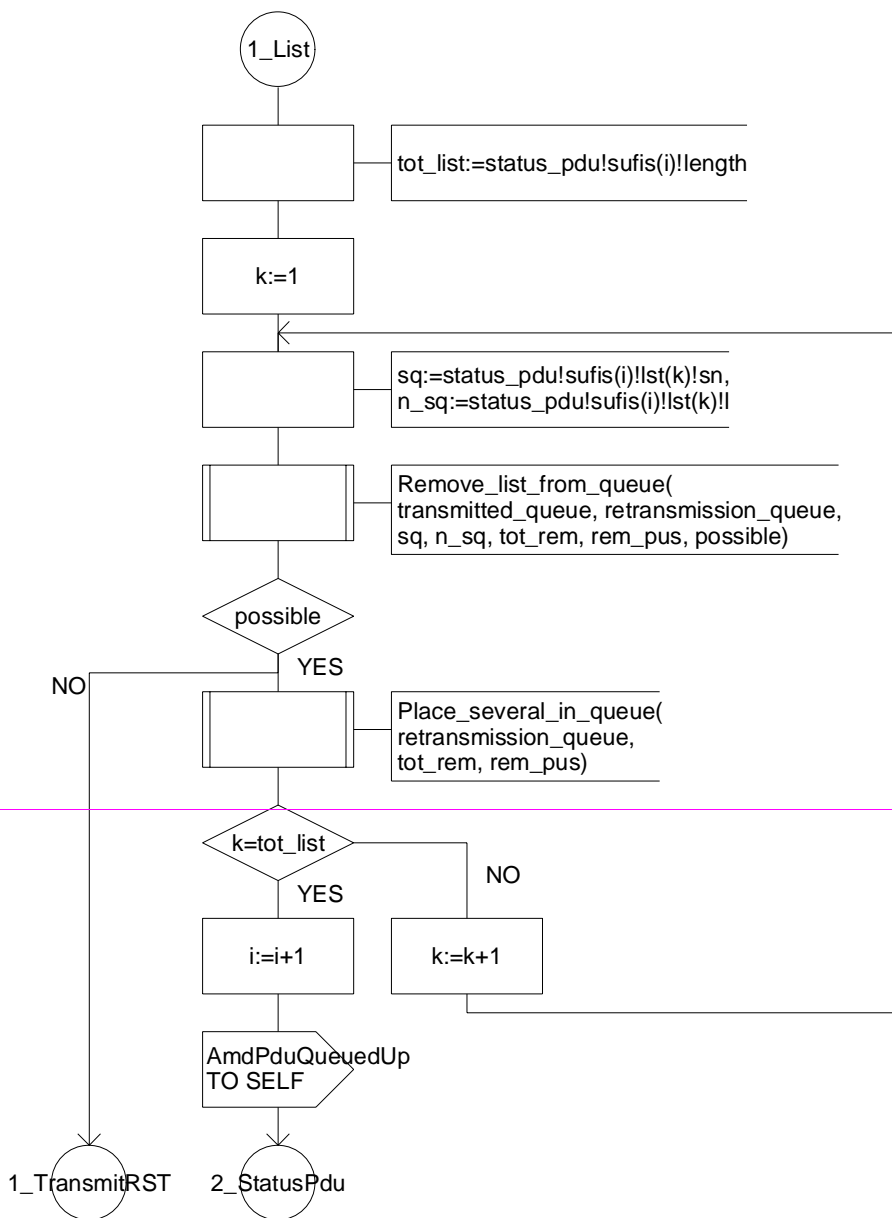 1_List
tot_list:=status_pdu!sufis(i)!length
k:=1
sq:=status_pdu!sufis(i)!lst(k)!sn,
n_sq:=status_pdu!sufis(i)!lst(k)!l
Remove_list_from_queue(
transmitted_queue, retransmission_queue,
sq, n_sq, tot_rem, rem_pus, possible)
possible
YES
NO
Place_several_in_queue(
retransmission_queue,
tot_rem, rem_pus)
k=tot_list
NO
YES
i:=i+1
k:=k+1
AmdPduQueuedUp
TO SELF
1_TransmitRST
2_StatusPdu